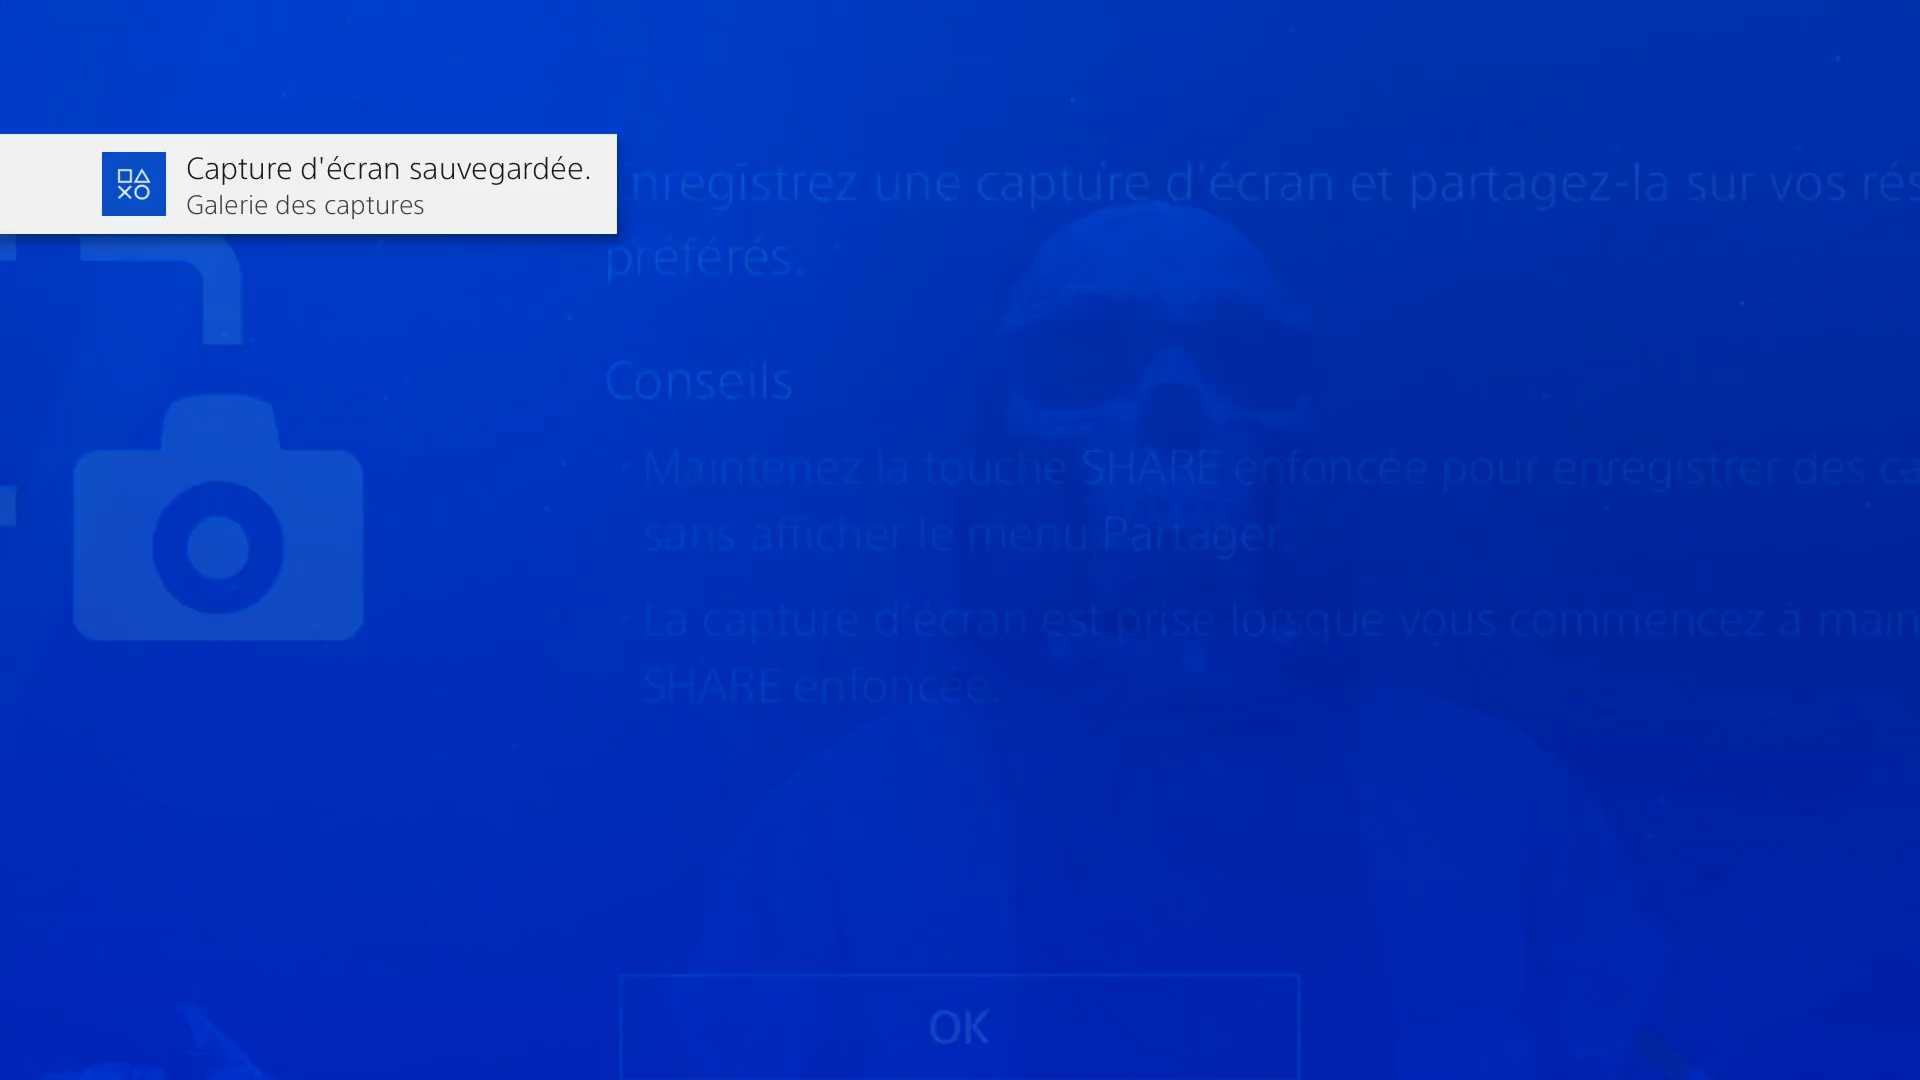 Capture d'écran sauvegardée.
Galerie des captures
nregistrez une capture d'écran et partagez-la sur vos rés
préférés.
Conseils
• Maintenez la touche SHARE enfoncée pour enregistrer des ca
sans afficher le menu Partager.
• La capture d'écran est prise lorsque vous commencez à main
SHARE enfoncée.
OK